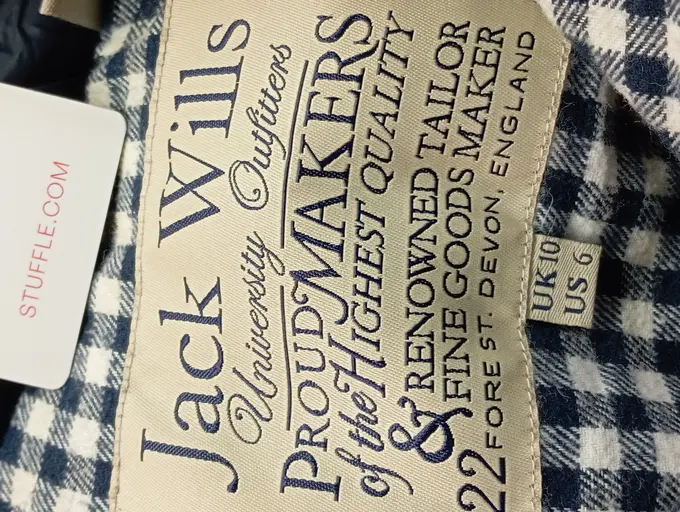 Jack Wills
University Outfitters
PROUD MAKERS
of the HIGHEST QUALITY
& RENOWNED TAILOR
FINE GOODS MAKER
22 FORE ST. DEVON, ENGLAND
UK 10
US 6
STUFFLE.COM